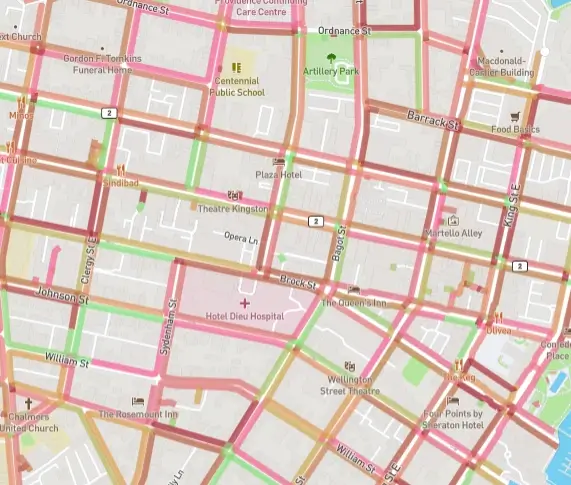 Providence Continuing
Care Centre
Ordnance St
Ordnance St
Church
Gordon F. Tomkins
Funeral Home
Artillery Park
Macdonald-
Cartier Building
Centennial
Public School
2
Barrack St
Food Basics
Cuisine
Plaza Hotel
Sindibad
Theatre Kingston
King St E
2
Martello Alley
Opera Ln
Bagot St
Clergy St E
2
Brock St
Johnson St
The Queen's Inn
Hotel Dieu Hospital
Sydenham St
Olivea
Place
William St
Wellington
Street Theatre
The Keg
Chalmers
United Church
The Rosemount Inn
Four Points by
Sheraton Hotel
William St
St E
ly Ln
St